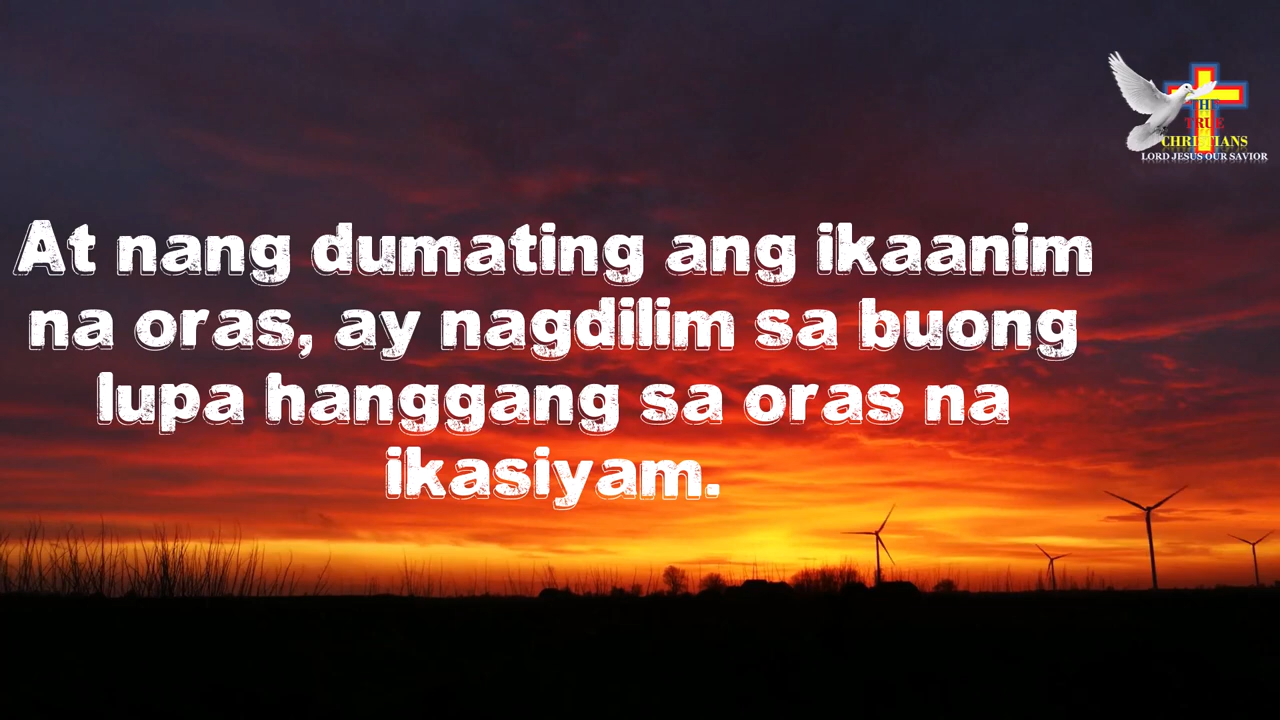 THE
TRUE
CHRISTIANS
LORD JESUS OUR SAVIOR
At nang dumating ang ikaanim
na oras, ay nagdilim sa buong
lupa hanggang sa oras na
ikasiyam.